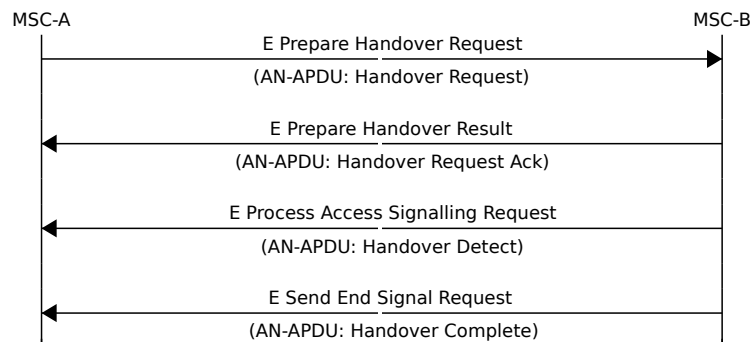 MSC-A MSC-B
E Prepare Handover Request
(AN-APDU: Handover Request)
E Prepare Handover Result
(AN-APDU: Handover Request Ack)
E Process Access Signalling Request
(AN-APDU: Handover Detect)
E Send End Signal Request
(AN-APDU: Handover Complete)